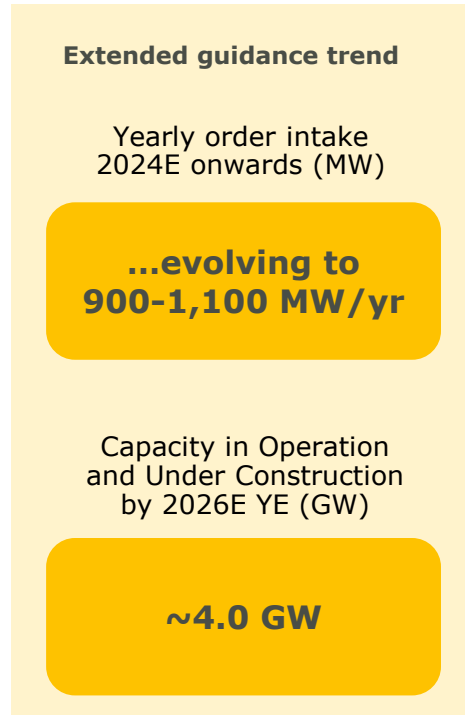 Extended guidance trend
Yearly order intake
2024E onwards (MW)
...evolving to
900-1,100 MW/yr
Capacity in Operation
and Under Construction
by 2026E YE (GW)
~4.0 GW